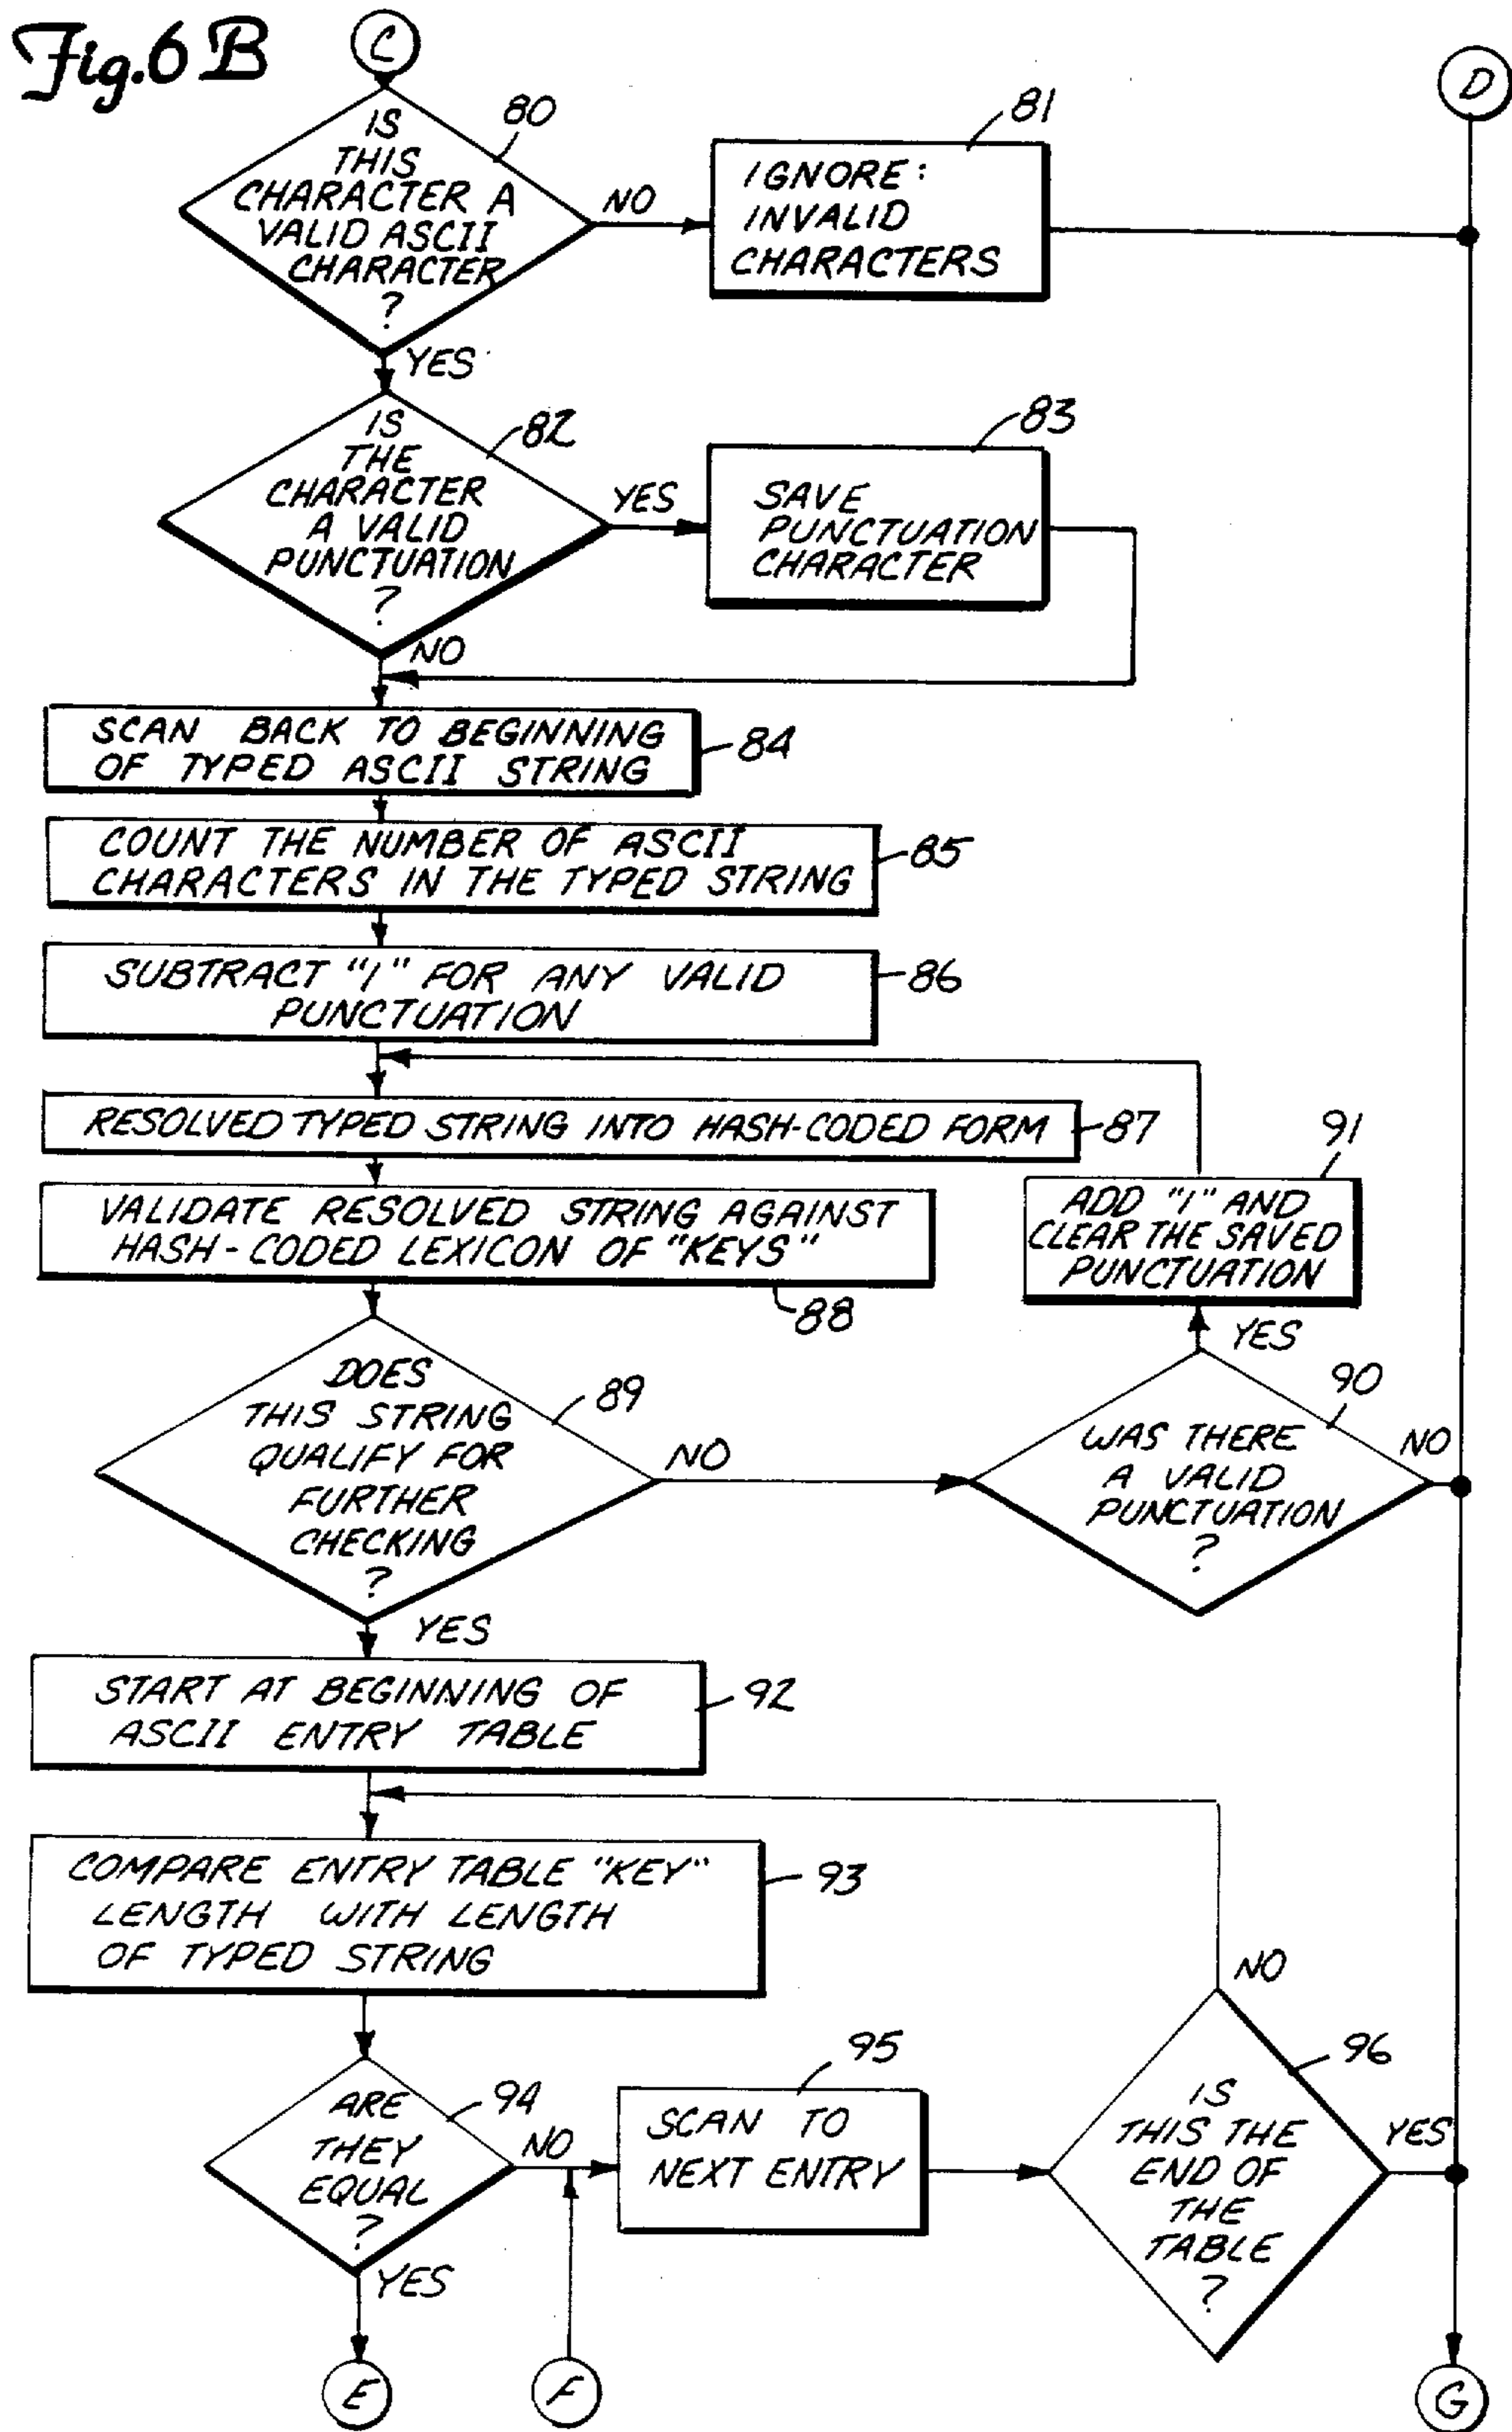 Fig. 6B
C
D
IS
THIS
CHARACTER A
VALID ASCII
CHARACTER
?
80
NO
81
IGNORE:
INVALID
CHARACTERS
YES
IS
THE
CHARACTER
A VALID
PUNCTUATION
?
82
YES
83
SAVE
PUNCTUATION
CHARACTER
NO
SCAN BACK TO BEGINNING
OF TYPED ASCII STRING
84
COUNT THE NUMBER OF ASCII
CHARACTERS IN THE TYPED STRING
85
SUBTRACT "1" FOR ANY VALID
PUNCTUATION
86
RESOLVED TYPED STRING INTO HASH-CODED FORM
87
91
ADD "1" AND
CLEAR THE SAVED
PUNCTUATION
VALIDATE RESOLVED STRING AGAINST
HASH-CODED LEXICON OF "KEYS"
88
YES
DOES
THIS STRING
QUALIFY FOR
FURTHER
CHECKING
?
89
NO
90
WAS THERE
A VALID
PUNCTUATION
?
NO
YES
START AT BEGINNING OF
ASCII ENTRY TABLE
92
COMPARE ENTRY TABLE "KEY"
LENGTH WITH LENGTH
OF TYPED STRING
93
NO
ARE
THEY
EQUAL
?
94
NO
95
SCAN TO
NEXT ENTRY
96
IS
THIS THE
END OF
THE
TABLE
?
YES
YES
E
F
G